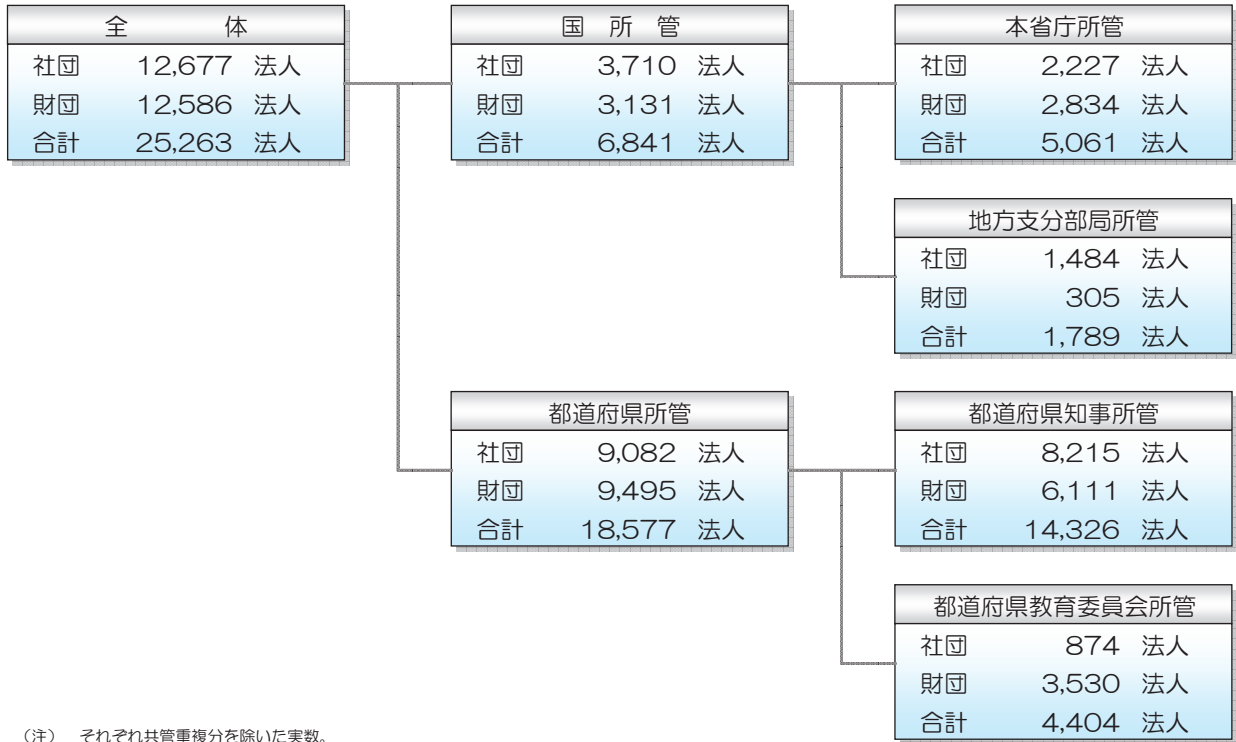 全　体
社団 12,677 法人
財団 12,586 法人
合計 25,263 法人
国 所 管
社団 3,710 法人
財団 3,131 法人
合計 6,841 法人
本省庁所管
社団 2,227 法人
財団 2,834 法人
合計 5,061 法人
地方支分部局所管
社団 1,484 法人
財団 305 法人
合計 1,789 法人
都道府県所管
社団 9,082 法人
財団 9,495 法人
合計 18,577 法人
都道府県知事所管
社団 8,215 法人
財団 6,111 法人
合計 14,326 法人
都道府県教育委員会所管
社団 874 法人
財団 3,530 法人
合計 4,404 法人
（注）　それぞれ共管重複分を除いた実数。